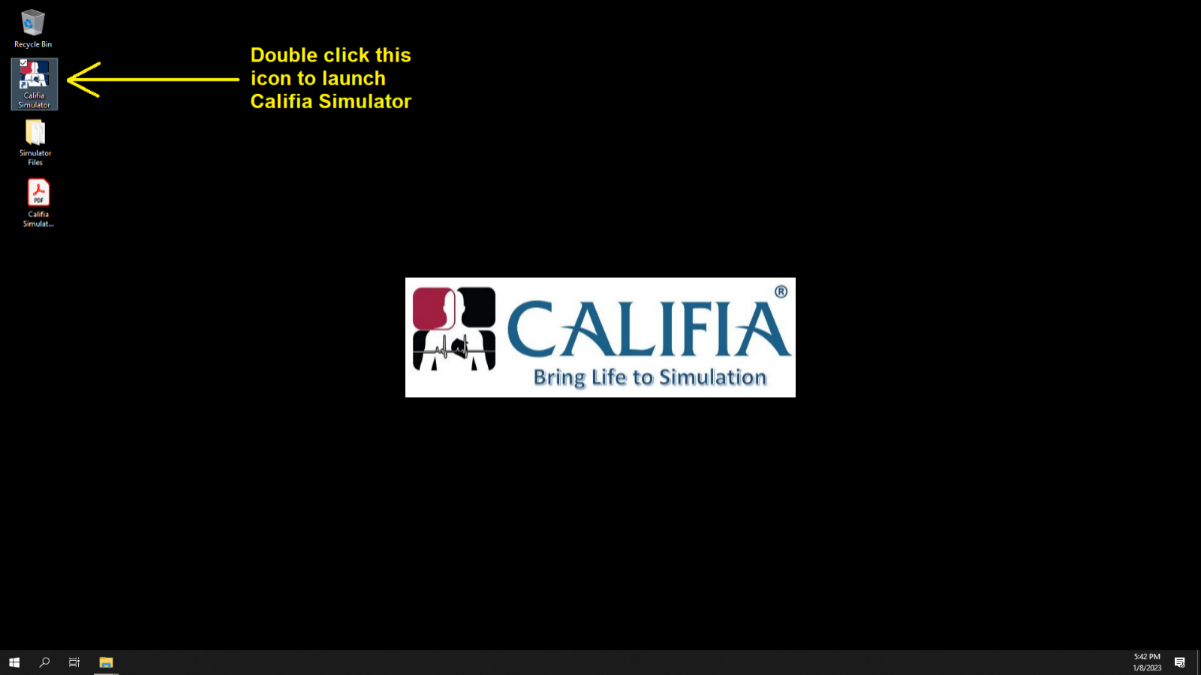 Recycle Bin
Califia
Simulator
Simulator
Files
PDF
Califia
Simulat...
Double click this
icon to launch
Califia Simulator
CALIFIA®
Bring Life to Simulation
5:42 PM
1/8/2023